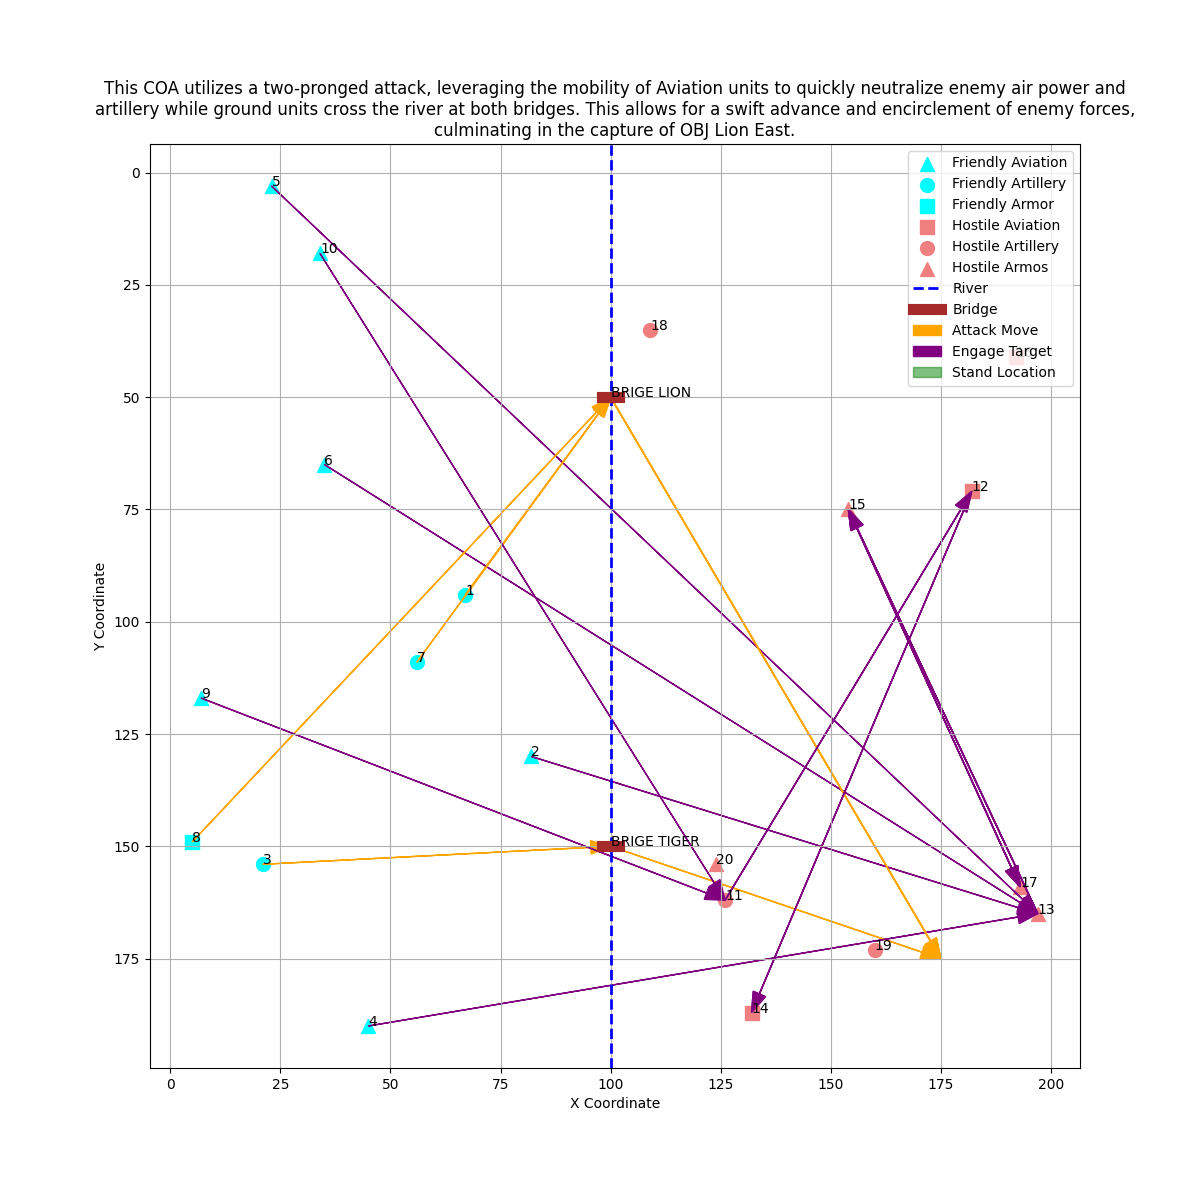 This COA utilizes a two-pronged attack, leveraging the mobility of Aviation units to quickly neutralize enemy air power and
artillery while ground units cross the river at both bridges. This allows for a swift advance and encirclement of enemy forces,
culminating in the capture of OBJ Lion East.
Friendly Aviation
Friendly Artillery
Friendly Armor
Hostile Aviation
Hostile Artillery
Hostile Armos
River
Bridge
Attack Move
Engage Target
Stand Location
5
10
18
BRIGE LION
6
12
15
1
7
9
2
8
3
BRIGE TIGER
20
11
17
13
19
14
4
0
25
50
75
100
125
150
175
Y Coordinate
0
25
50
75
100
125
150
175
200
X Coordinate